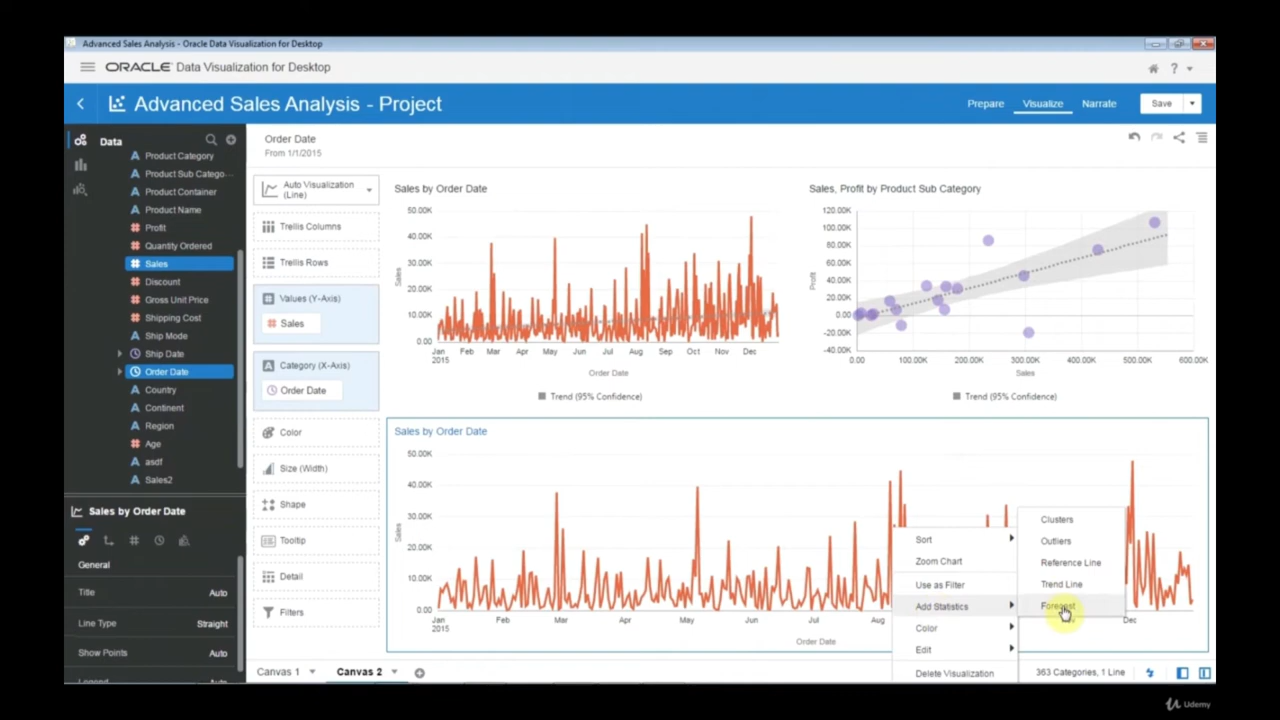 Advanced Sales Analysis - Oracle Data Visualization for Desktop
ORACLE Data Visualization for Desktop
?
Advanced Sales Analysis - Project
Prepare
Visualize
Narrate
Save
Data
Product Category
Product Sub Catego...
Product Container
Product Name
Profit
Quantity Ordered
Sales
Discount
Gross Unit Price
Shipping Cost
Ship Mode
Ship Date
Order Date
Country
Continent
Region
Age
asdf
Sales2
Sales by Order Date
General
Title Auto
Line Type Straight
Show Points Auto
Legend Auto
Order Date
From 1/1/2015
Auto Visualization
(Line)
Trellis Columns
Trellis Rows
Values (Y-Axis)
Sales
Category (X-Axis)
Order Date
Color
Size (Width)
Shape
Tooltip
Detail
Filters
Sales by Order Date
50.00K
40.00K
30.00K
20.00K
10.00K
0.00
Sales
Jan Feb Mar Apr May Jun Jul Aug Sep Oct Nov Dec
2015
Order Date
Trend (95% Confidence)
Sales, Profit by Product Sub Category
120.00K
100.00K
80.00K
60.00K
40.00K
20.00K
0.00
-20.00K
-40.00K
Profit
0.00 100.00K 200.00K 300.00K 400.00K 500.00K 600.00K
Sales
Trend (95% Confidence)
Sales by Order Date
50.00K
40.00K
30.00K
20.00K
10.00K
0.00
Sales
Jan Feb Mar Apr May Jun Jul Aug Dec
2015
Order Date
Sort
Zoom Chart
Use as Filter
Add Statistics
Color
Edit
Delete Visualization
Clusters
Outliers
Reference Line
Trend Line
Forecast
Canvas 1
Canvas 2
363 Categories, 1 Line
Udemy